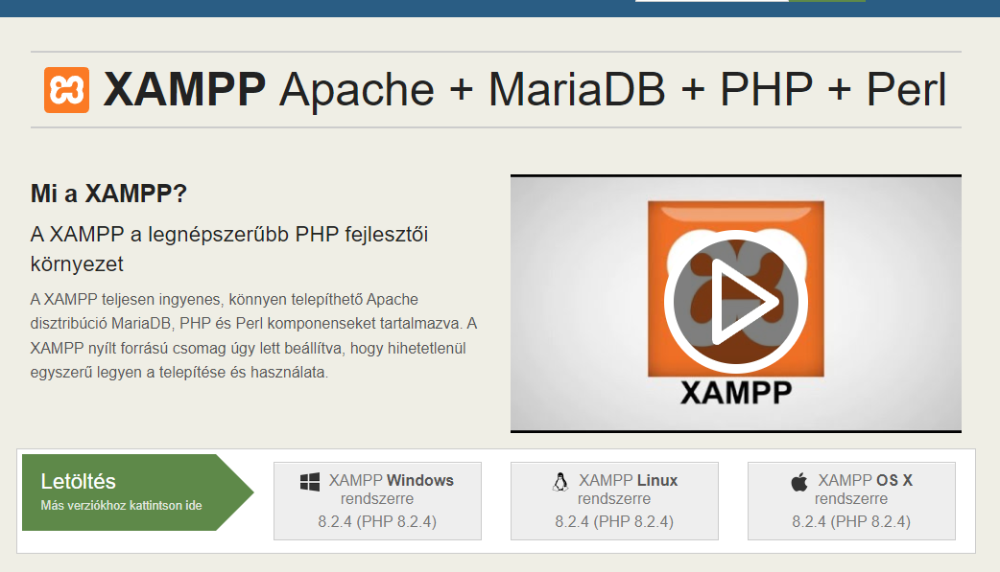 XAMPP Apache + MariaDB + PHP + Perl
Mi a XAMPP?
A XAMPP a legnépszerűbb PHP fejlesztői
környezet
A XAMPP teljesen ingyenes, könnyen telepíthető Apache
disztribúció MariaDB, PHP és Perl komponenseket tartalmazva. A
XAMPP nyílt forrású csomag úgy lett beállítva, hogy hihetetlenül
egyszerű legyen a telepítése és használata.
XAMPP
Letöltés
Más verziókhoz kattintson ide
XAMPP Windows
rendszerre
8.2.4 (PHP 8.2.4)
XAMPP Linux
rendszerre
8.2.4 (PHP 8.2.4)
XAMPP OS X
rendszerre
8.2.4 (PHP 8.2.4)